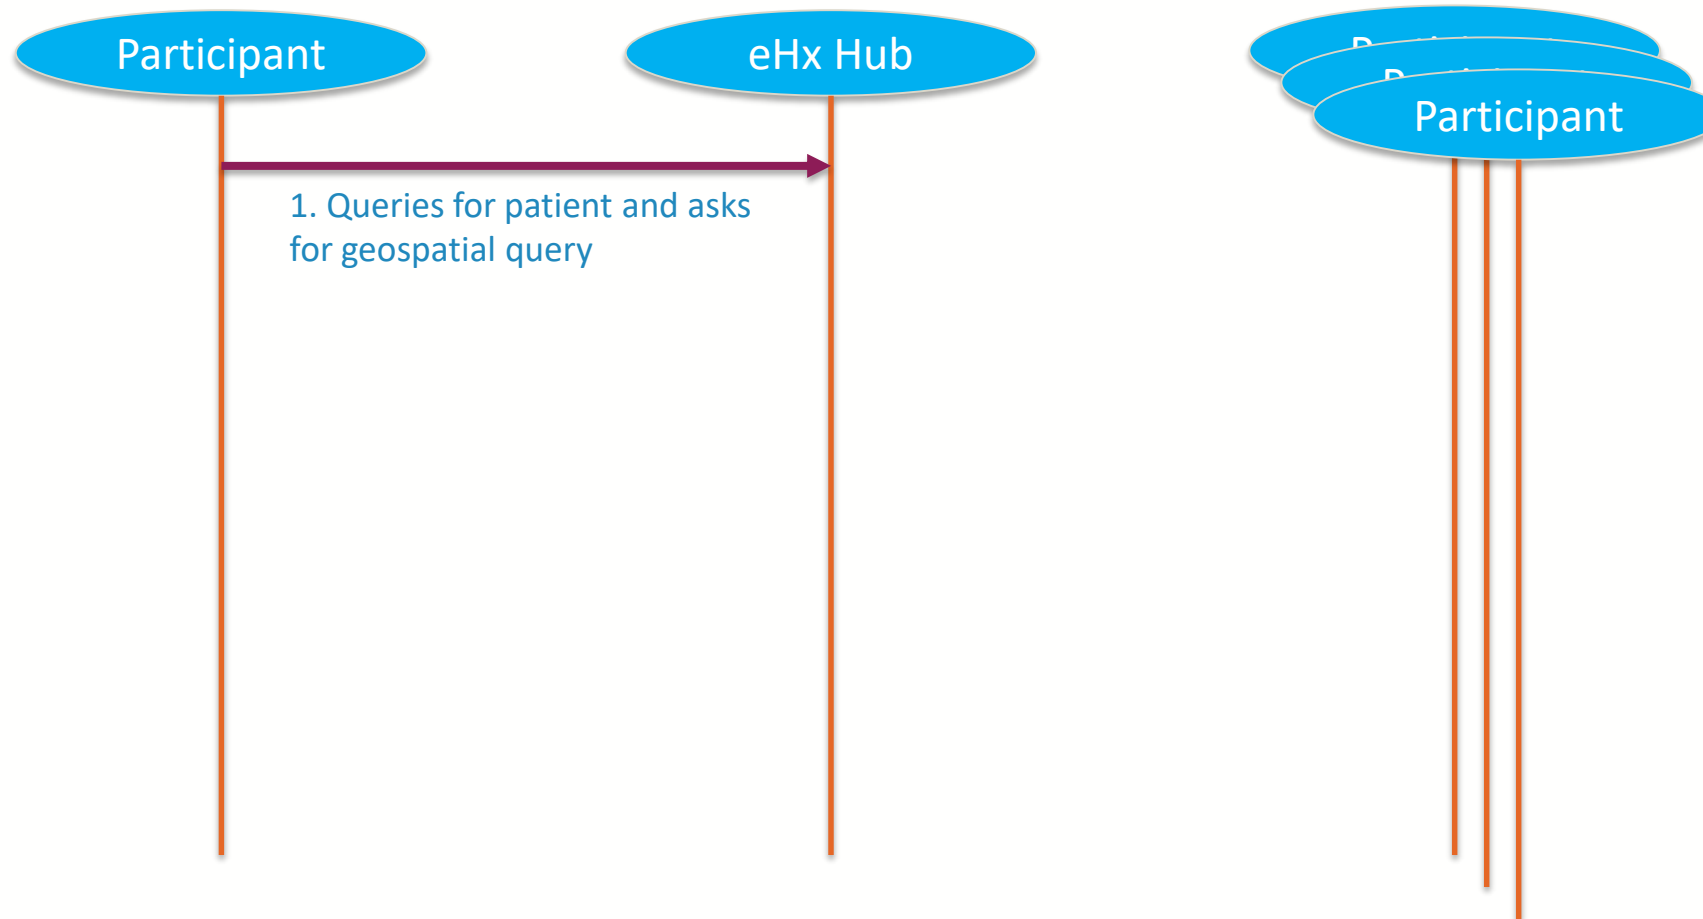 Participant
eHx Hub
Participant
1. Queries for patient and asks
for geospatial query